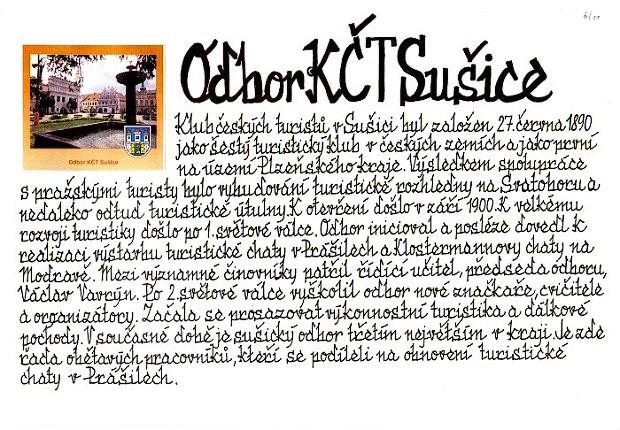 6/00
Odbor KČT Sušice
Odbor KČT Sušice
Klub českých turistů v Sušici byl založen 27. června 1890
jako šestý turistický klub v českých zemích a jako první
na území Plzeňského kraje. Výsledkem spolupráce
s pražskými turisty bylo vybudování turistické rozhledny na Svatoboru a
nedaleko odtud turistické útulny. K otevření došlo v září 1900. K velkému
rozvoji turistiky došlo po 1. světové válce. Odbor inicioval a posléze dovedl k
realizaci výstavbu turistické chaty v Prášilech a Klostermannovy chaty na
Modravě. Mezi významné činovníky patřil řídící učitel, předseda odboru,
Václav Vavrýn. Po 2. světové válce vyškolil odbor nové značkaře, cvičitele
a organizátory. Začala se prosazovat výkonnostní turistika a dálkové
pochody. V současné době je sušický odbor třetím největším v kraji. Je zde
řada obětavých pracovníků, kteří se podíleli na obnovení turistické
chaty v Prášilech.